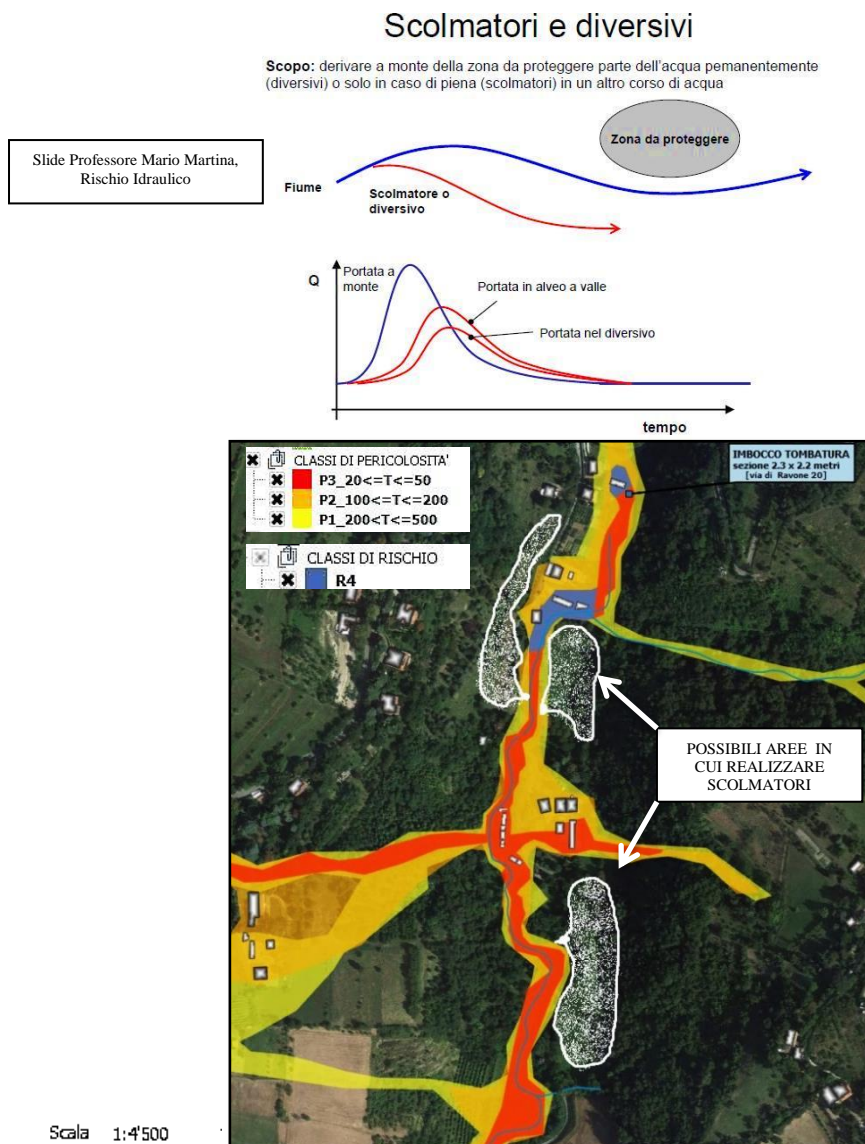 Scolmatori e diversivi
Scopo: derivare a monte della zona da proteggere parte dell'acqua pemanentemente
(diversivi) o solo in caso di piena (scolmatori) in un altro corso di acqua
Slide Professore Mario Martina,
Rischio Idraulico
Zona da proteggere
Fiume
Scolmatore o
diversivo
Q
Portata a
monte
Portata in alveo a valle
Portata nel diversivo
tempo
CLASSI DI PERICOLOSITA'
P3_20<=T<=50
P2_100<=T<=200
P1_200<T<=500
CLASSI DI RISCHIO
R4
IMBOCCO TOMBATURA
sezione 2.3 x 2.2 metri
[via di Ravone 20]
POSSIBILI AREE IN
CUI REALIZZARE
SCOLMATORI
Scala 1:4'500